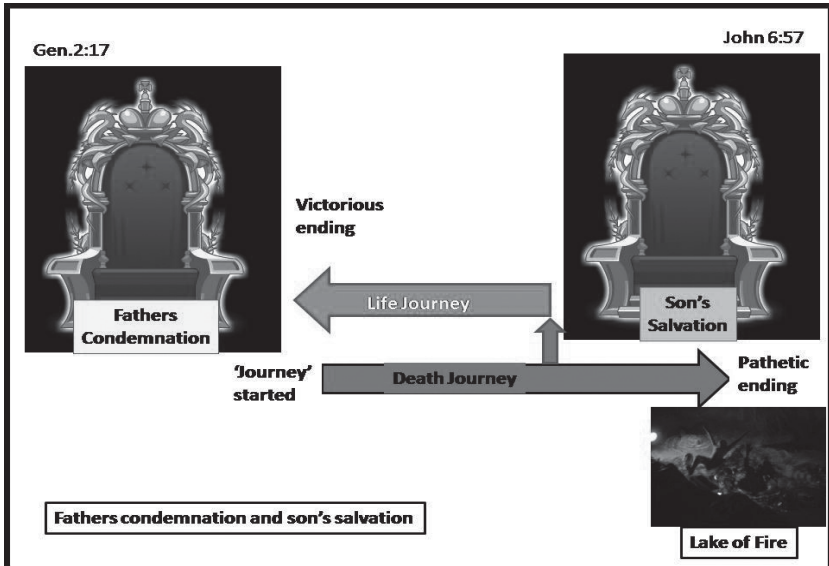 Gen.2:17
John 6:57
Victorious
ending
Fathers
Condemnation
Life Journey
Son's
Salvation
'Journey'
started
Death Journey
Pathetic
ending
Fathers condemnation and son's salvation
Lake of Fire